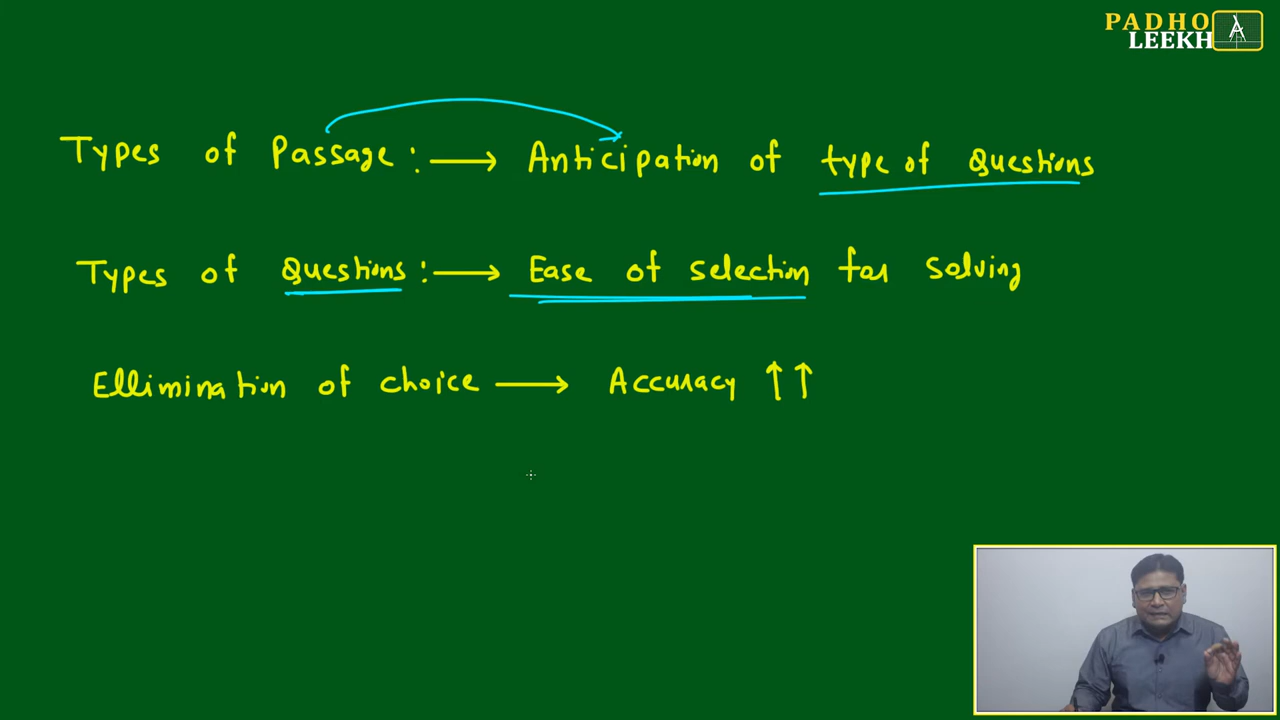 PADHO
LEEKH
Types of Passage : → Anticipation of type of Questions
Types of Questions : → Ease of selection for solving
Ellimination of choice → Accuracy ↑↑